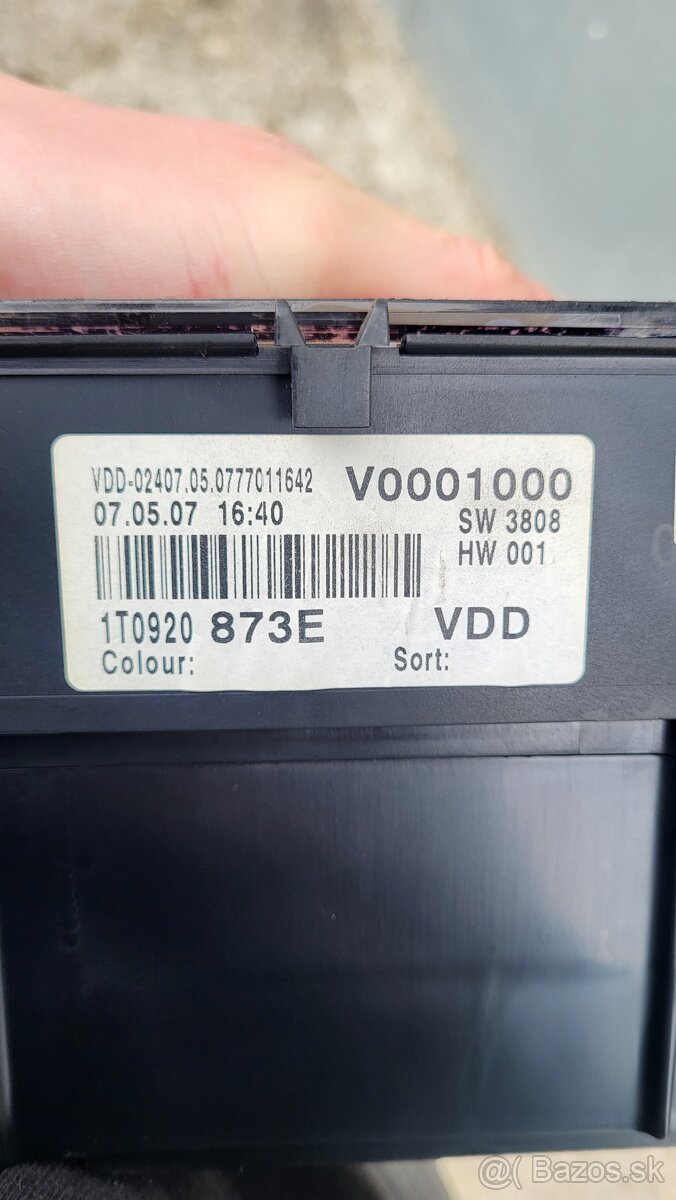 VDD-02407.05.0777011642 V0001000
07.05.07 16:40 SW 3808
HW 001
1T0920 873E VDD
Colour: Sort:
@Bazos.sk